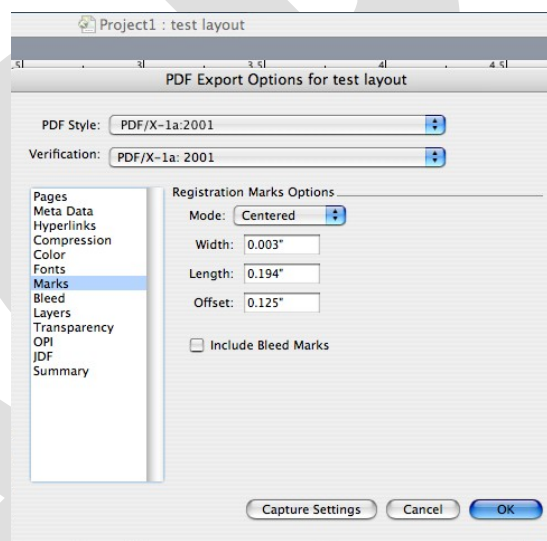 Project1 : test layout
.5| 3| 3.5| 4| 4.5|
PDF Export Options for test layout
PDF Style: PDF/X-1a:2001
Verification: PDF/X-1a: 2001
Pages
Meta Data
Hyperlinks
Compression
Color
Fonts
Marks
Bleed
Layers
Transparency
OPI
JDF
Summary
Registration Marks Options
Mode: Centered
Width: 0.003"
Length: 0.194"
Offset: 0.125"
Include Bleed Marks
Capture Settings Cancel OK